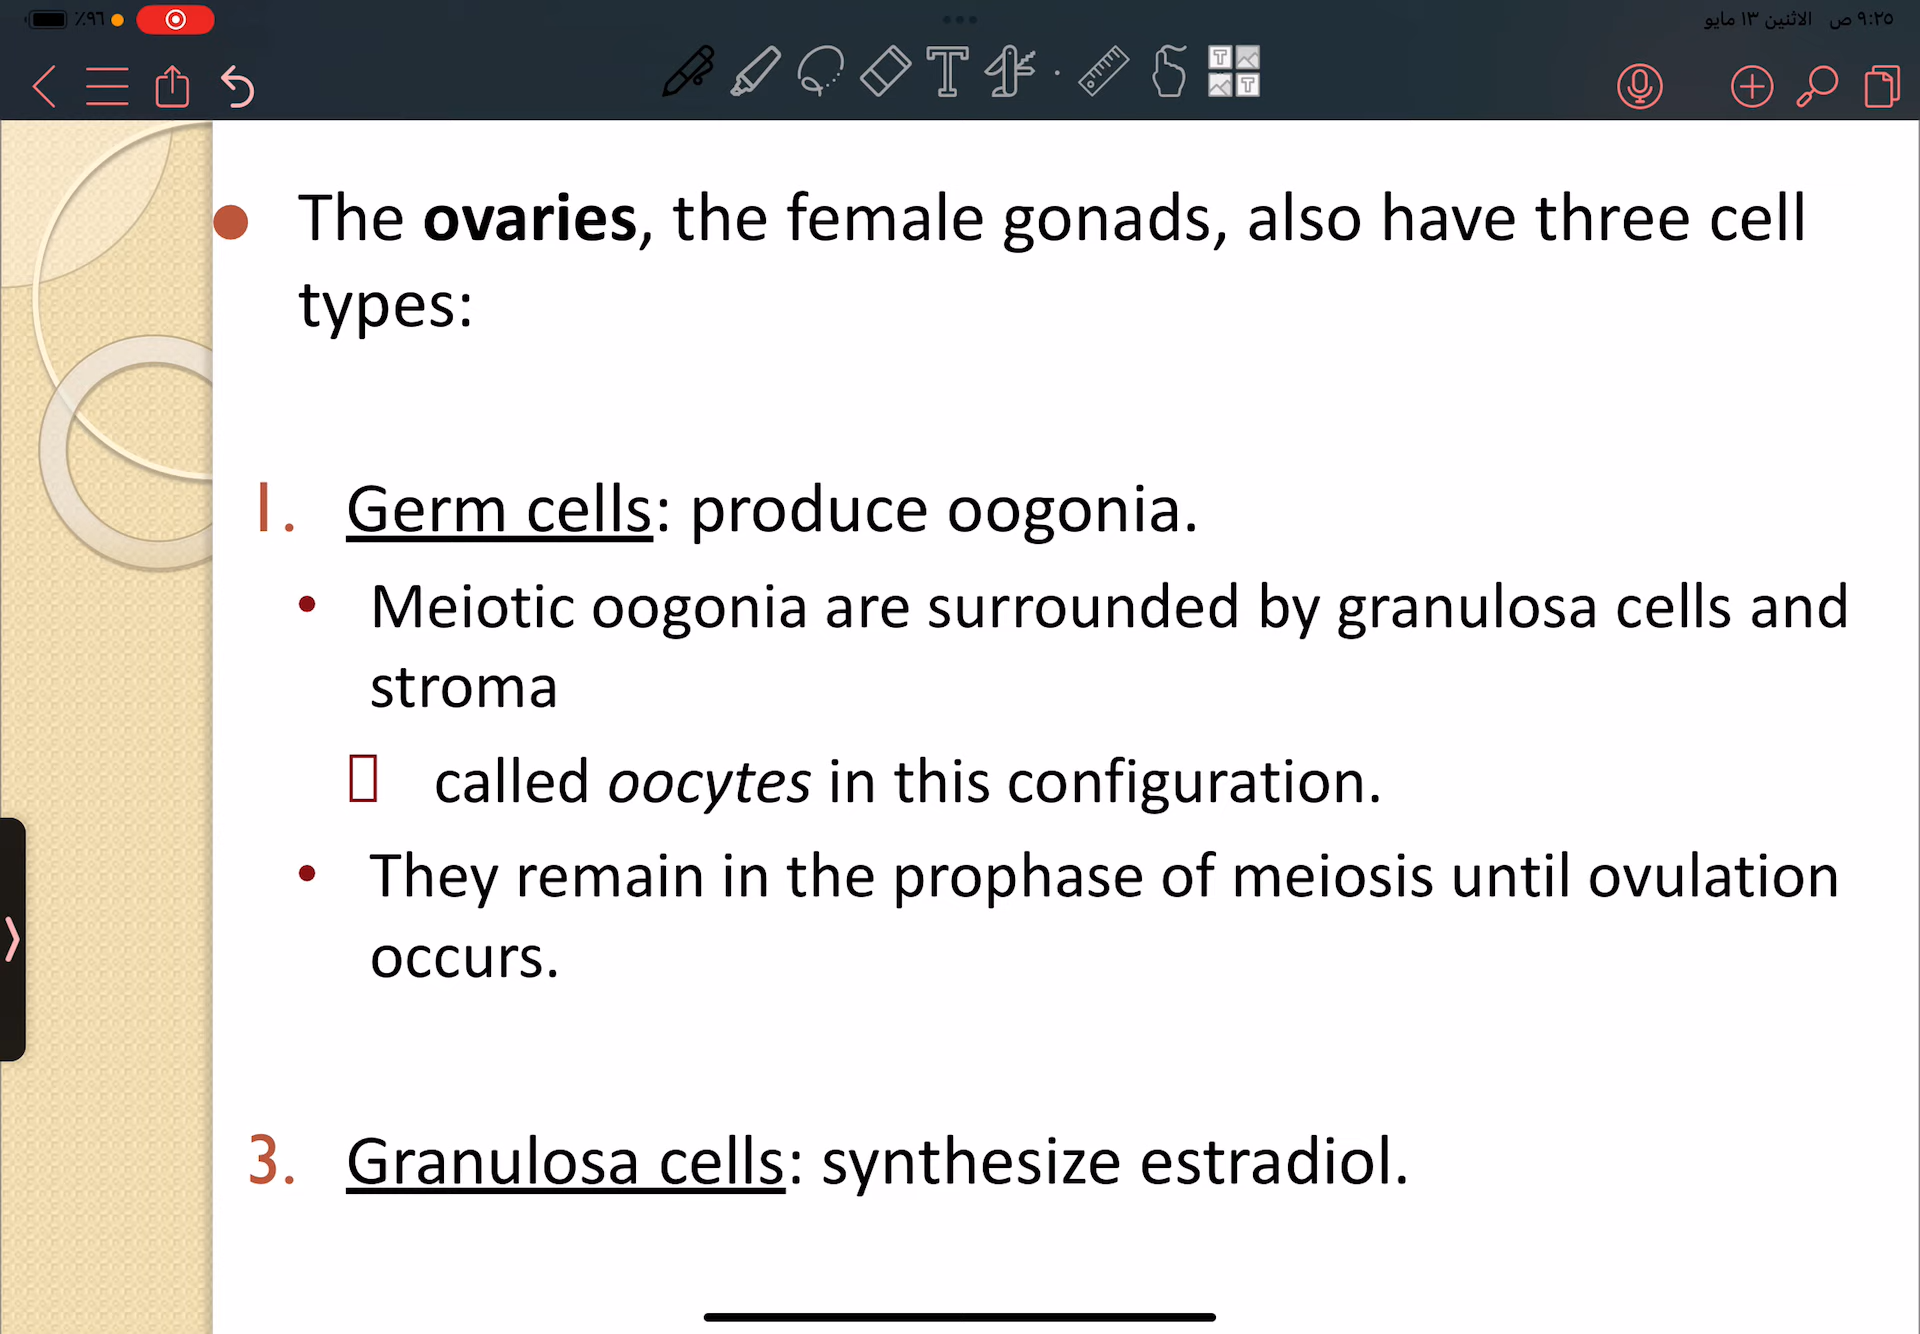 ٪٩٦
٩:٢٥ ص الاثنين ١٣ مايو
The ovaries, the female gonads, also have three cell
types:
1. Germ cells: produce oogonia.
• Meiotic oogonia are surrounded by granulosa cells and
stroma
called oocytes in this configuration.
• They remain in the prophase of meiosis until ovulation
occurs.
3. Granulosa cells: synthesize estradiol.